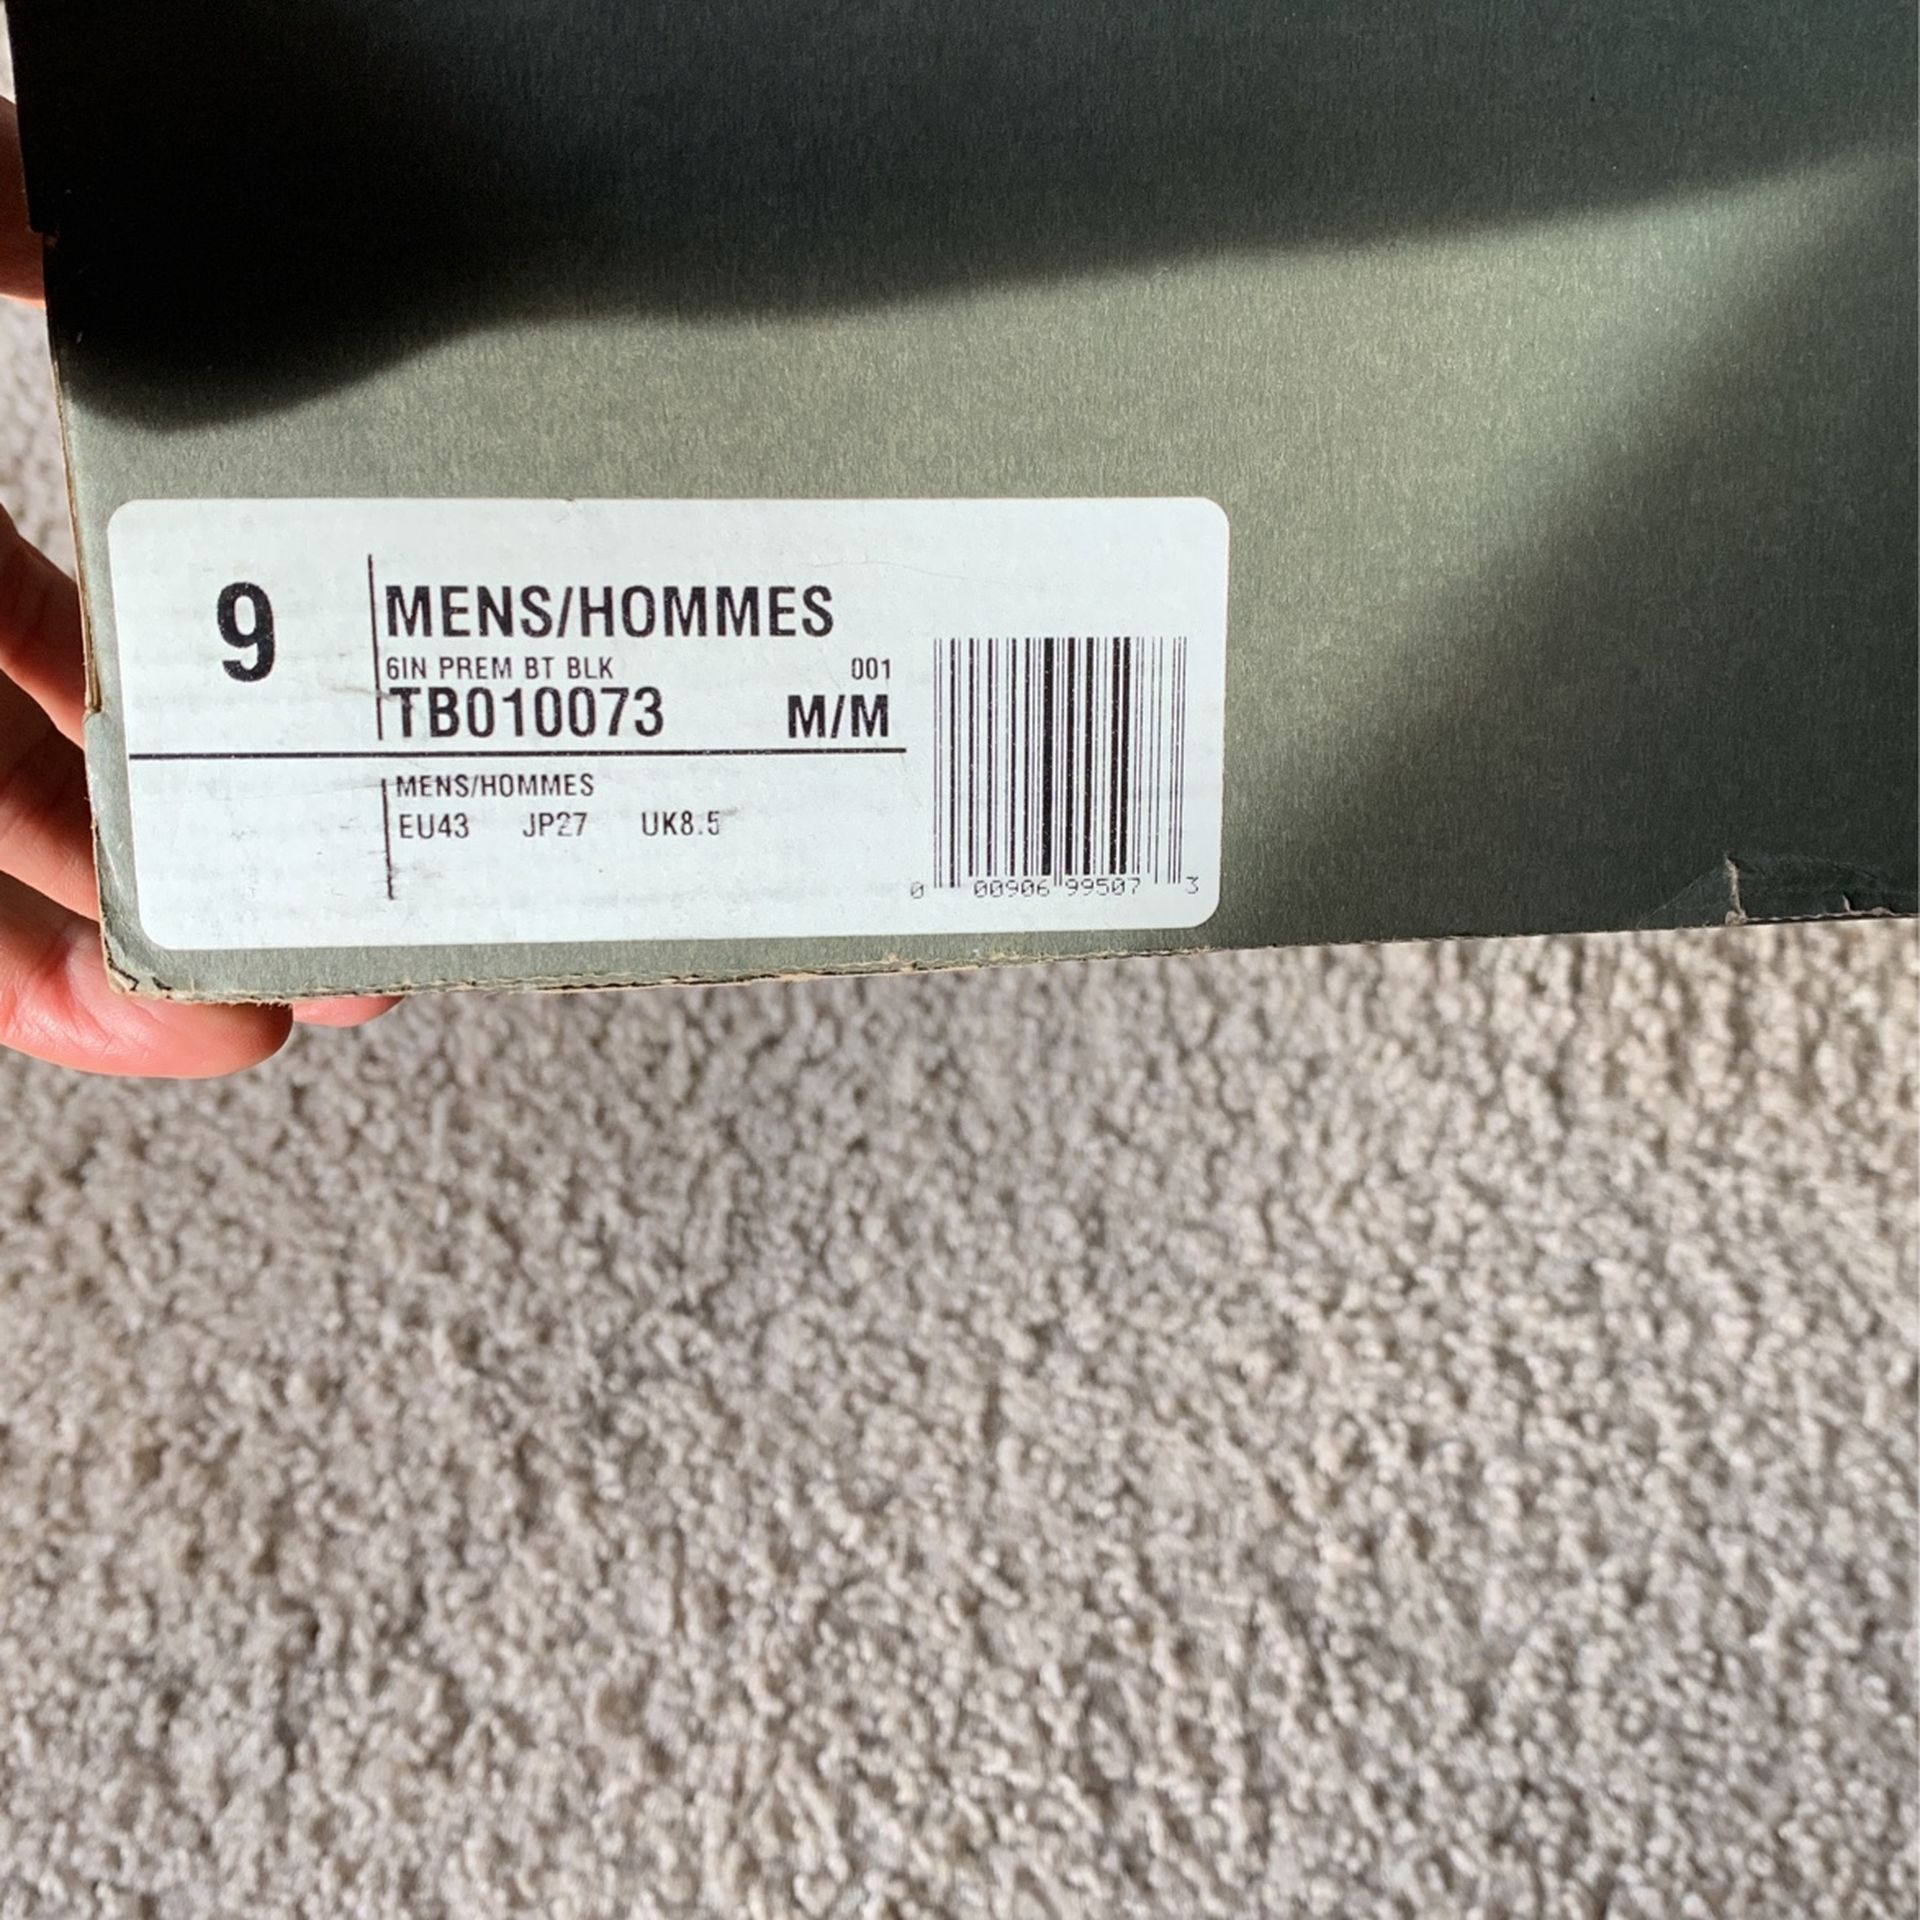 9
MENS/HOMMES
6IN PREM BT BLK 001
TB010073 M/M
MENS/HOMMES
EU43 JP27 UK8.5
0 00906 99507 3